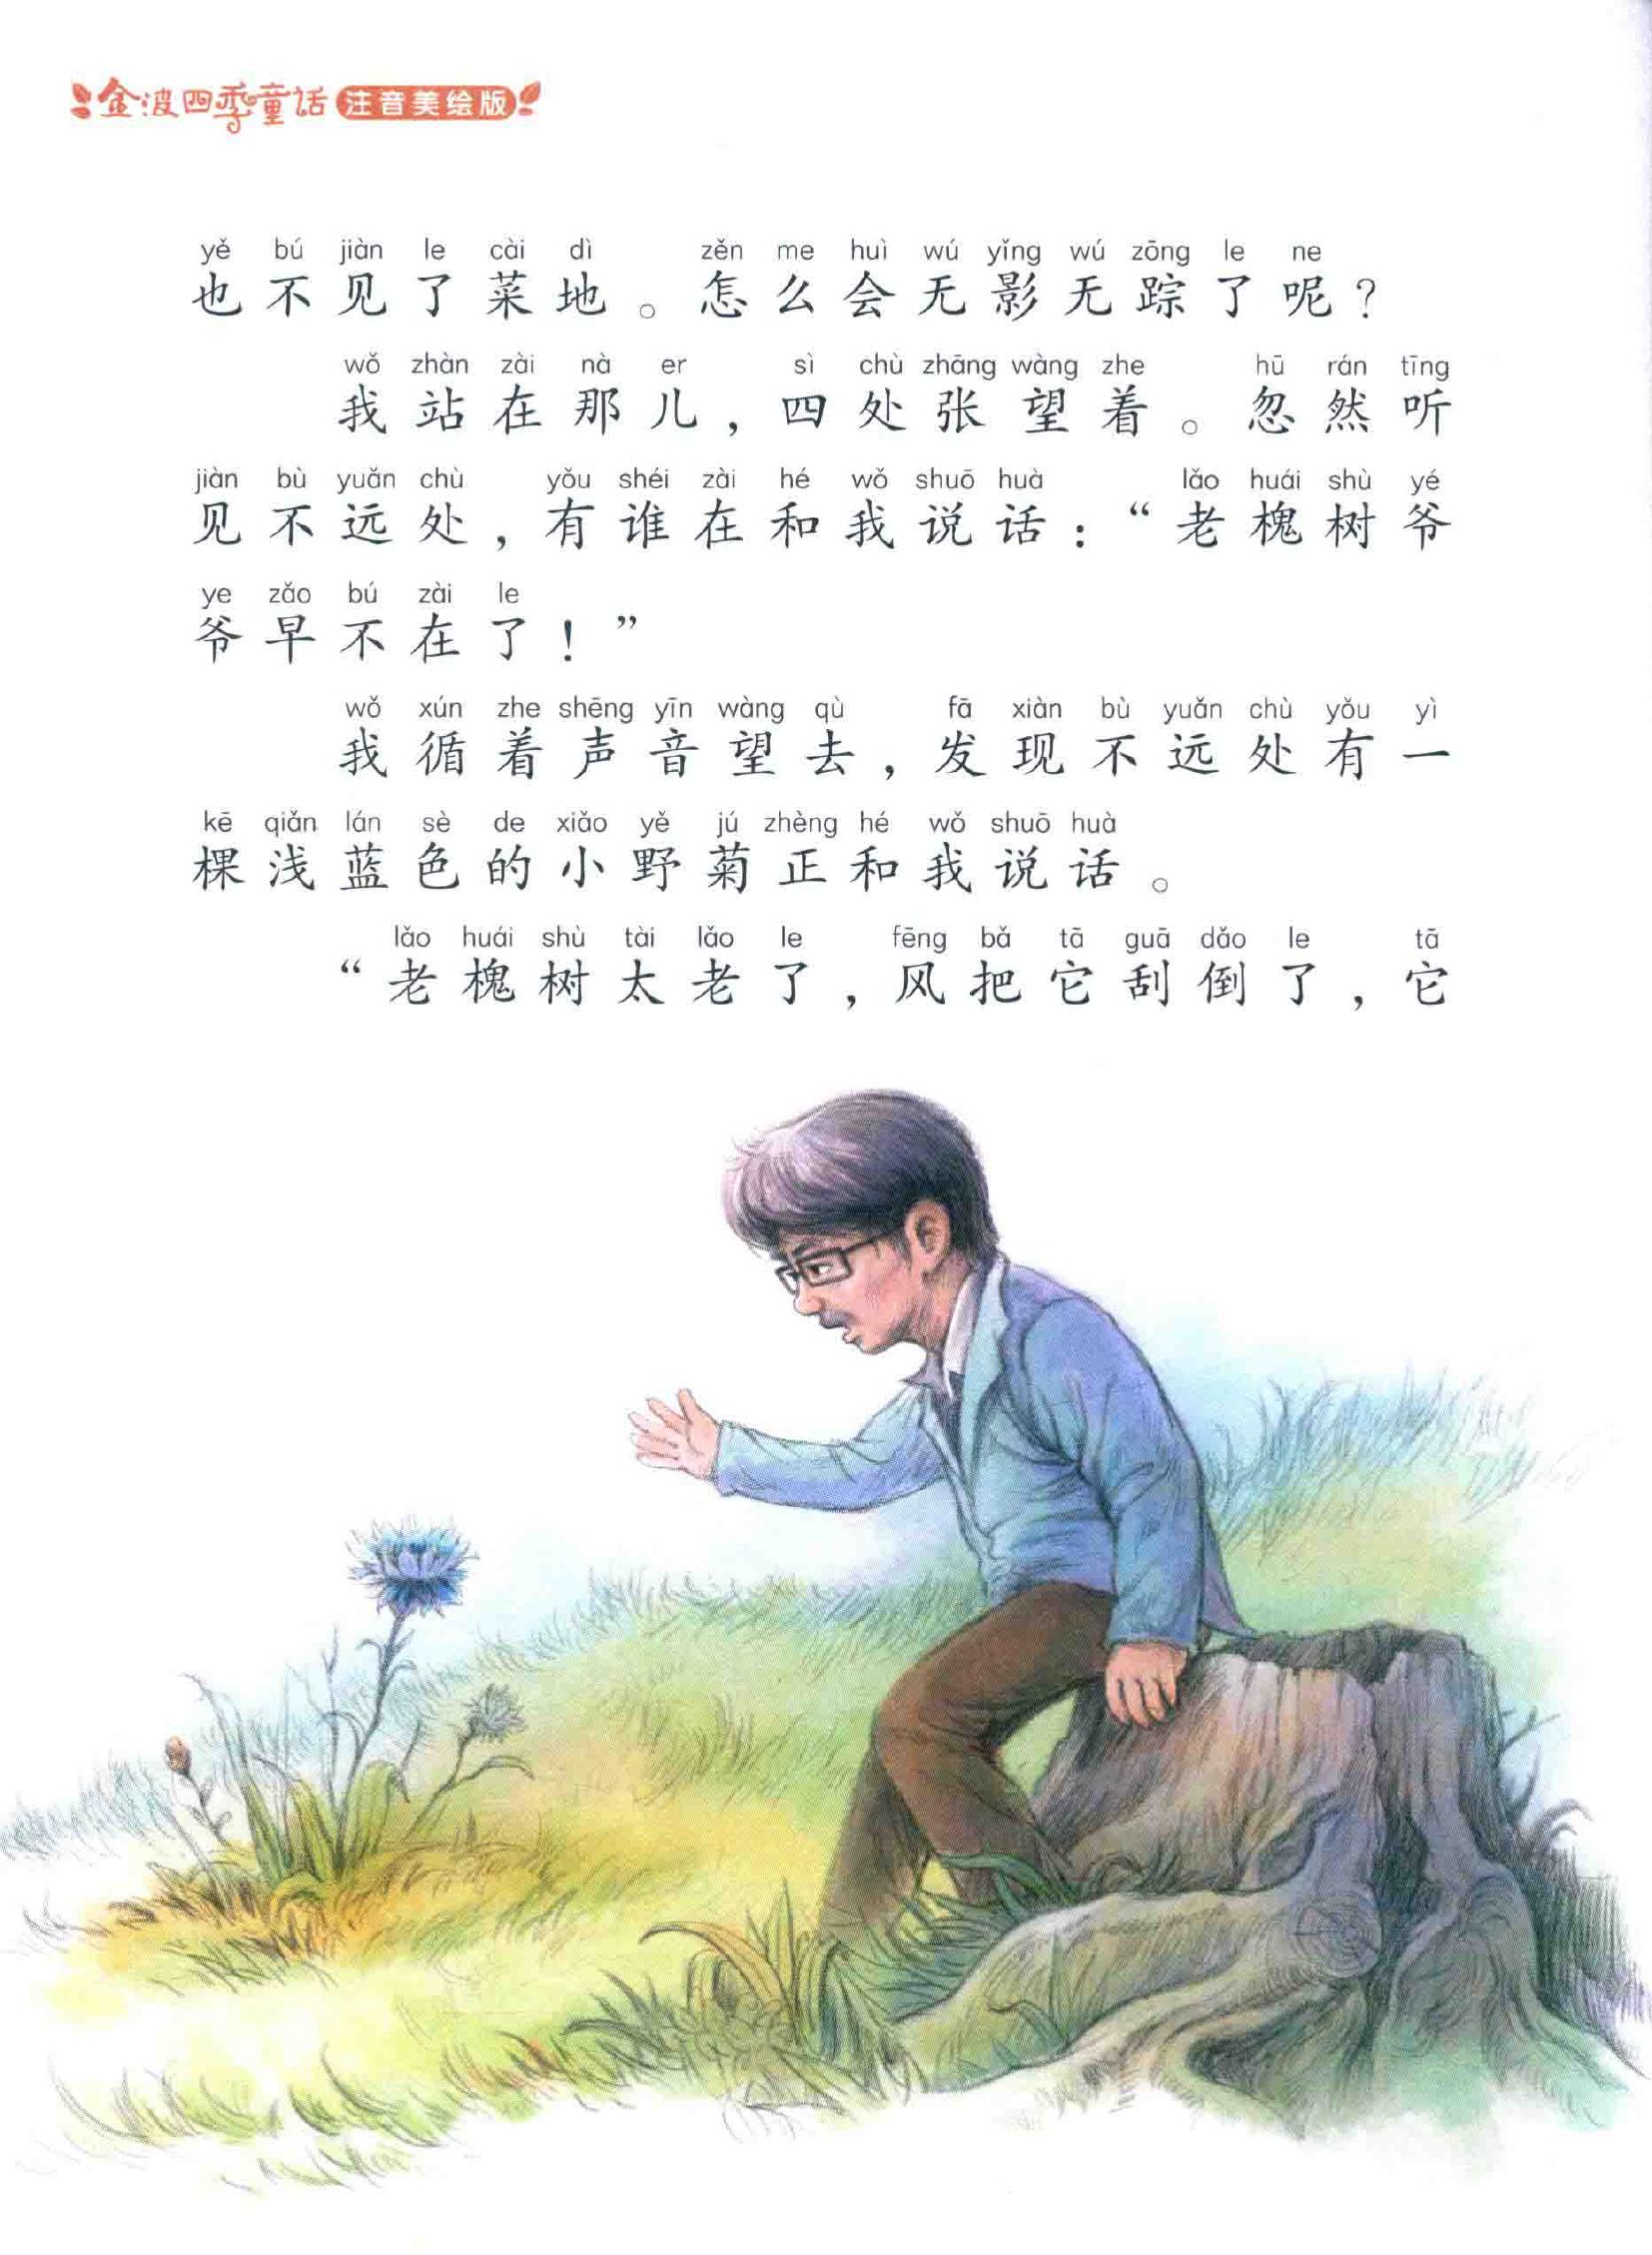 金波四季童话 注音美绘版
yě bú jiàn le cài dì zěn me huì wú yǐng wú zōng le ne
也不见了菜地。怎么会无影无踪了呢?
wǒ zhàn zài nà er sì chù zhāng wàng zhe hū rán tīng
我站在那儿，四处张望着。忽然听
jiàn bù yuǎn chù yǒu shéi zài hé wǒ shuō huà lǎo huái shù yé
见不远处，有谁在和我说话：“老槐树爷
ye zǎo bú zài le
爷早不在了！”
wǒ xún zhe shēng yīn wàng qù fā xiàn bù yuǎn chù yǒu yì
我循着声音望去，发现不远处有一
kē qiǎn lán sè de xiǎo yě jú zhèng hé wǒ shuō huà
棵浅蓝色的小野菊正和我说话。
lǎo huái shù tài lǎo le fēng bǎ tā guā dǎo le tā
“老槐树太老了，风把它刮倒了，它